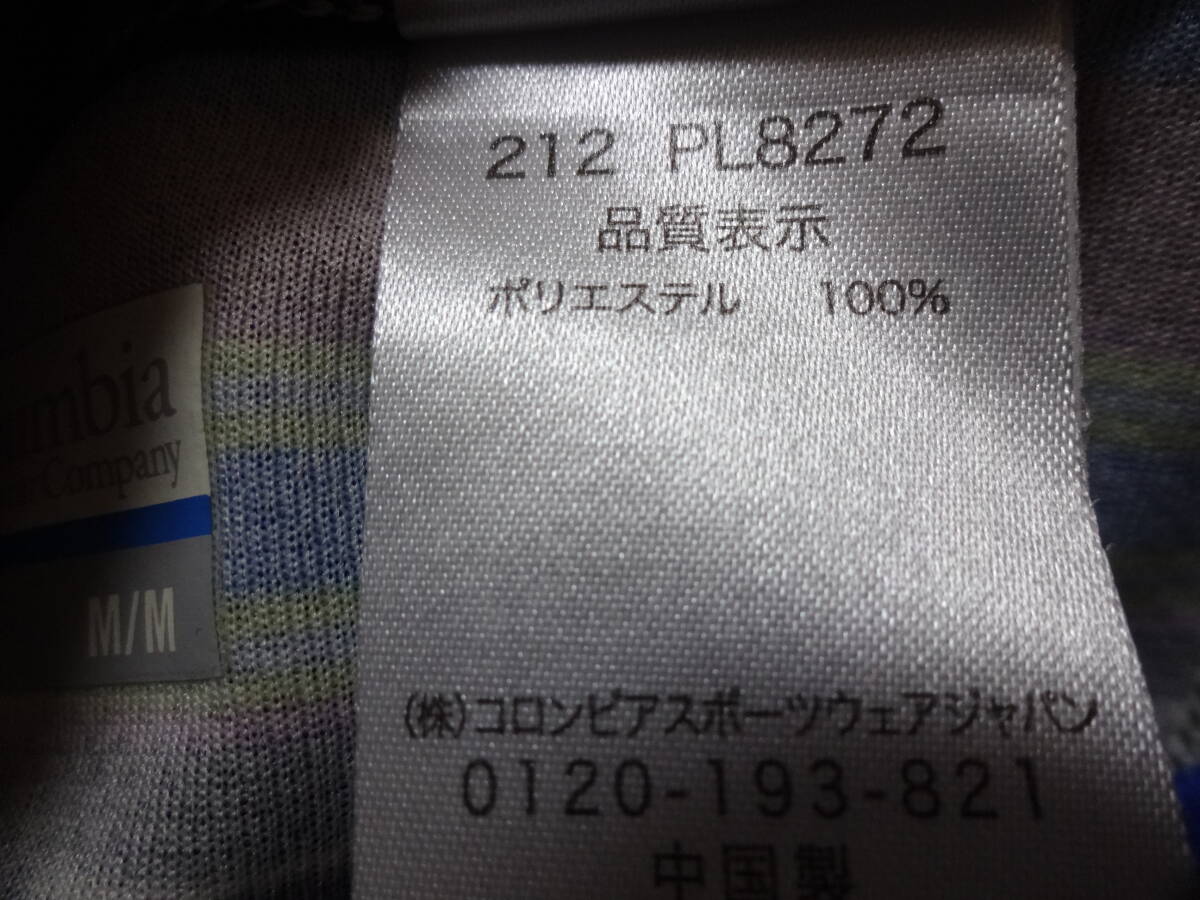 212 PL8272
品質表示
ポリエステル 100%
(株)コロンビアスポーツウェアジャパン
0120-193-821
中国製
umbia
Company
M/M